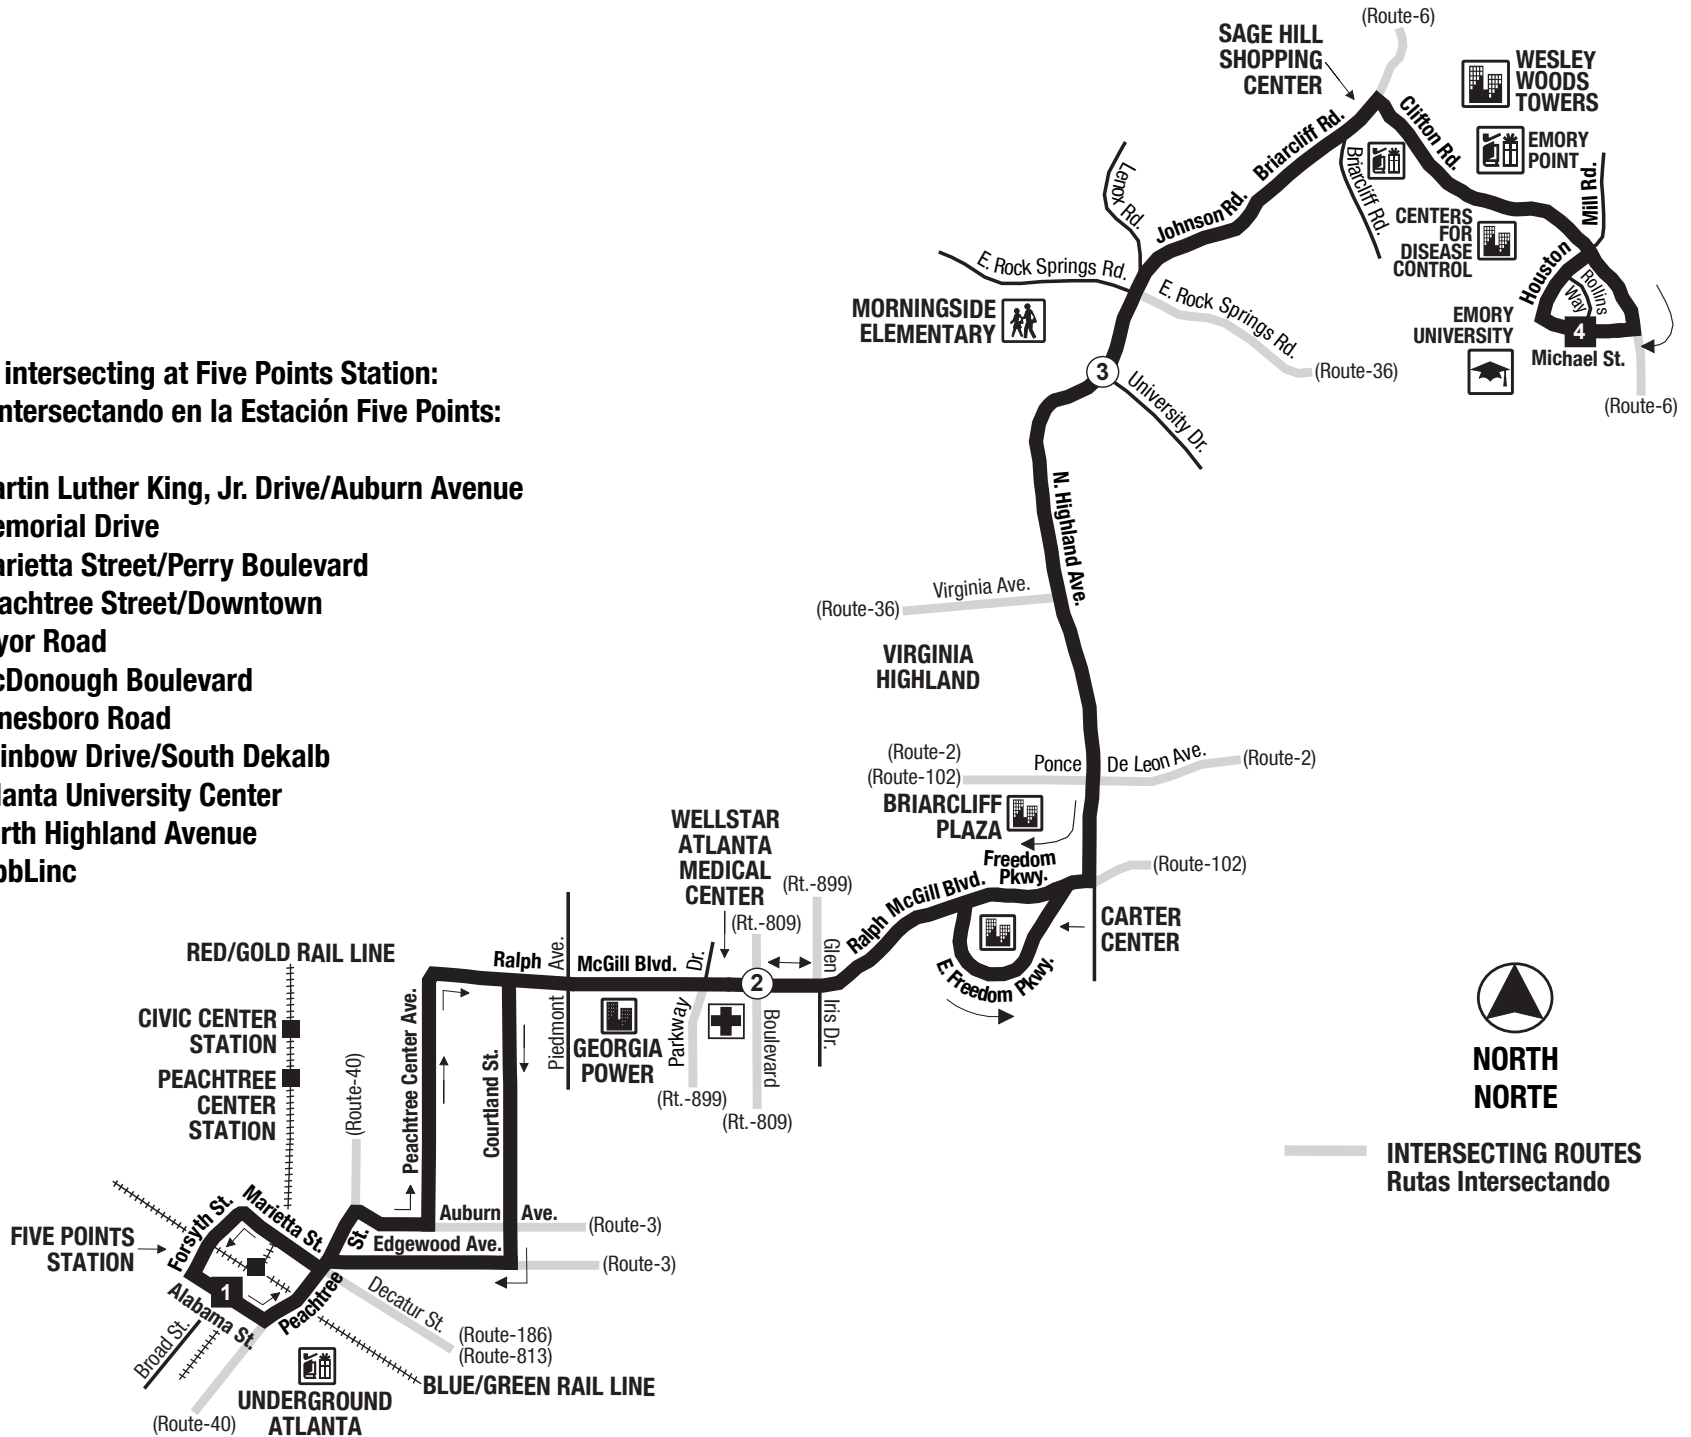 (Route-6)
SAGE HILL
SHOPPING
CENTER
WESLEY
WOODS
TOWERS
Clifton Rd.
EMORY
POINT
Briarcliff Rd.
Briarcliff Rd.
Mill Rd.
Lenox Rd.
Johnson Rd.
CENTERS
FOR
DISEASE
CONTROL
Houston
Rollins
Way
E. Rock Springs Rd.
E. Rock Springs Rd.
MORNINGSIDE
ELEMENTARY
EMORY
UNIVERSITY
4
Michael St.
(Route-36)
(Route-6)
3
University Dr.
intersecting at Five Points Station:
ntersectando en la Estación Five Points:
artin Luther King, Jr. Drive/Auburn Avenue
emorial Drive
arietta Street/Perry Boulevard
achtree Street/Downtown
yor Road
cDonough Boulevard
nesboro Road
inbow Drive/South Dekalb
lanta University Center
rth Highland Avenue
bbLinc
N. Highland Ave.
Virginia Ave.
(Route-36)
VIRGINIA
HIGHLAND
(Route-2)
(Route-102)
Ponce De Leon Ave.
(Route-2)
BRIARCLIFF
PLAZA
WELLSTAR
ATLANTA
MEDICAL
CENTER
Freedom
Pkwy.
(Route-102)
(Rt.-899)
(Rt.-809)
Ralph McGill Blvd.
CARTER
CENTER
E. Freedom Pkwy.
RED/GOLD RAIL LINE
Ralph McGill Blvd.
Piedmont Ave.
Parkway Dr.
2
Glen Iris Dr.
Boulevard
CIVIC CENTER
STATION
PEACHTREE
CENTER
STATION
(Route-40)
Peachtree Center Ave.
Courtland St.
GEORGIA
POWER
(Rt.-899)
(Rt.-809)
NORTH
NORTE
INTERSECTING ROUTES
Rutas Intersectando
FIVE POINTS
STATION
Forsyth St.
Marietta St.
Peachtree St.
Auburn Ave.
(Route-3)
Edgewood Ave.
(Route-3)
1
Alabama St.
Broad St.
Decatur St.
(Route-186)
(Route-813)
BLUE/GREEN RAIL LINE
UNDERGROUND
ATLANTA
(Route-40)